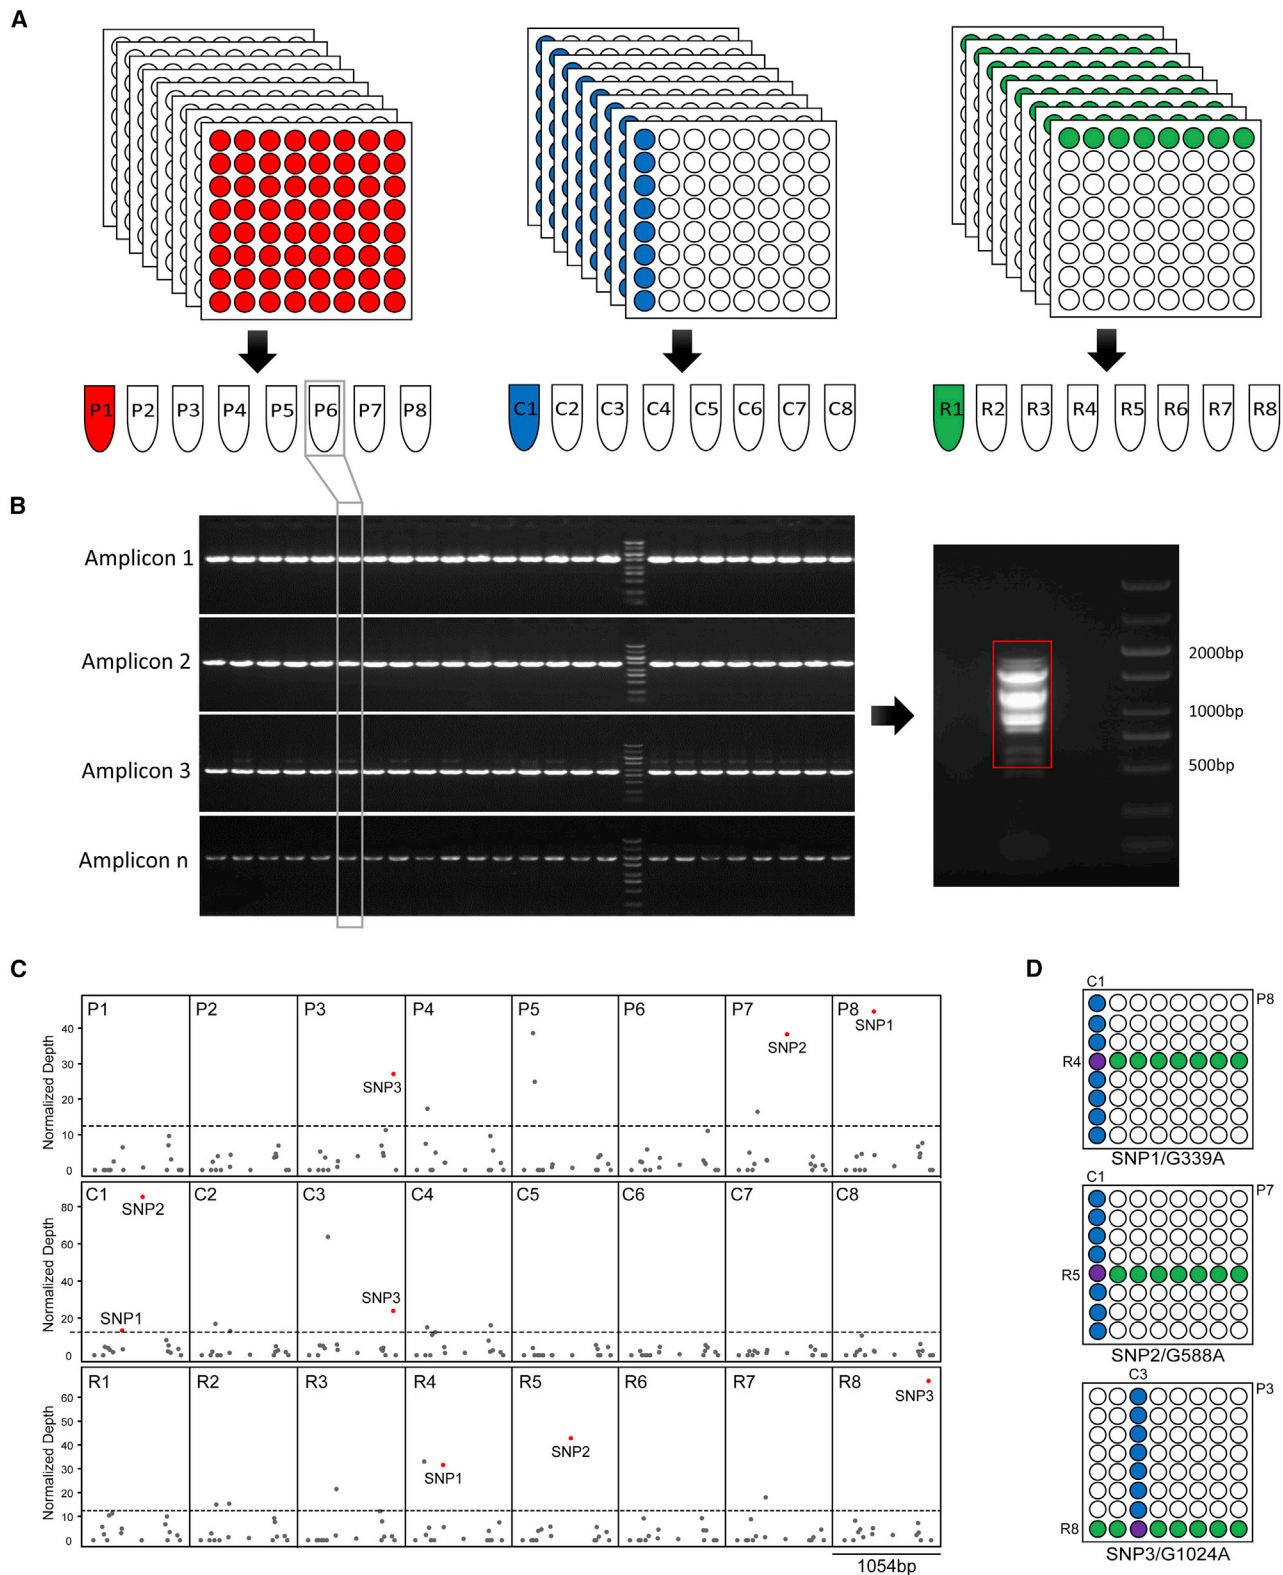 A
P1 P2 P3 P4 P5 P6 P7 P8
C1 C2 C3 C4 C5 C6 C7 C8
R1 R2 R3 R4 R5 R6 R7 R8
B
Amplicon 1
Amplicon 2
Amplicon 3
Amplicon n
2000bp
1000bp
500bp
C
Normalized Depth
40
30
20
10
0
P1 P2 P3 P4 P5 P6 P7 P8
SNP3
SNP2
SNP1
Normalized Depth
80
60
40
20
0
C1 C2 C3 C4 C5 C6 C7 C8
SNP2
SNP1
SNP3
Normalized Depth
60
50
40
30
20
10
0
R1 R2 R3 R4 R5 R6 R7 R8
SNP1
SNP2
SNP3
1054bp
D
C1
P8
R4
SNP1/G339A
C1
P7
R5
SNP2/G588A
C3
P3
R8
SNP3/G1024A